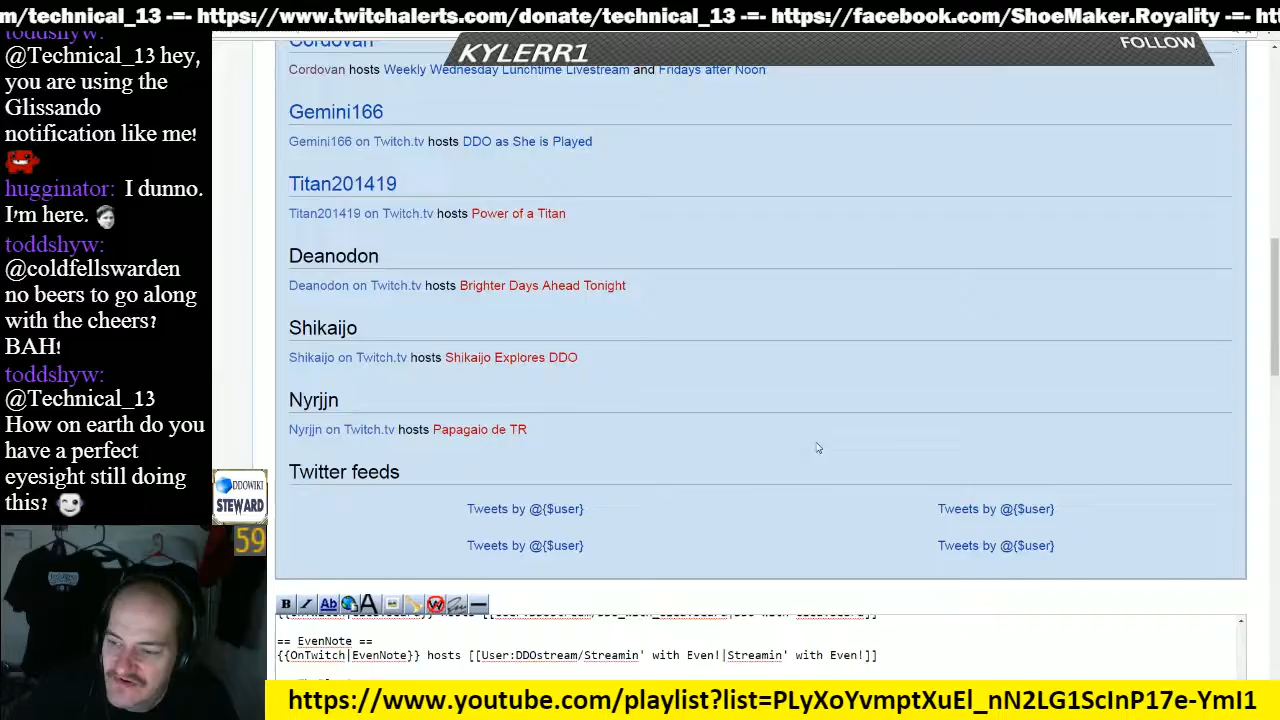 m/technical_13 -=- https://www.twitchalerts.com/donate/technical_13 -=- https://facebook.com/ShoeMaker.Royality -=- ht
toddshyw:
@Technical_13 hey,
you are using the
Glissando
notification like me!
hugginator: I dunno.
I'm here.
toddshyw:
@coldfellswarden
no beers to go along
with the cheers?
BAH!
toddshyw:
@Technical_13
How on earth do you
have a perfect
eyesight still doing
this?
KYLERR1
FOLLOW
Cordovan
Cordovan hosts Weekly Wednesday Lunchtime Livestream and Fridays after Noon
Gemini166
Gemini166 on Twitch.tv hosts DDO as She is Played
Titan201419
Titan201419 on Twitch.tv hosts Power of a Titan
Deanodon
Deanodon on Twitch.tv hosts Brighter Days Ahead Tonight
Shikaijo
Shikaijo on Twitch.tv hosts Shikaijo Explores DDO
Nyrjjn
Nyrjjn on Twitch.tv hosts Papagaio de TR
Twitter feeds
Tweets by @{$user} Tweets by @{$user}
Tweets by @{$user} Tweets by @{$user}
DDOWIKI
STEWARD
59
B I Ab A W
== EvenNote ==
{{OnTwitch|EvenNote}} hosts [[User:DDOstream/Streamin' with Even!|Streamin' with Even!]]
https://www.youtube.com/playlist?list=PLyXoYvmptXuEl_nN2LG1ScInP17e-YmI1